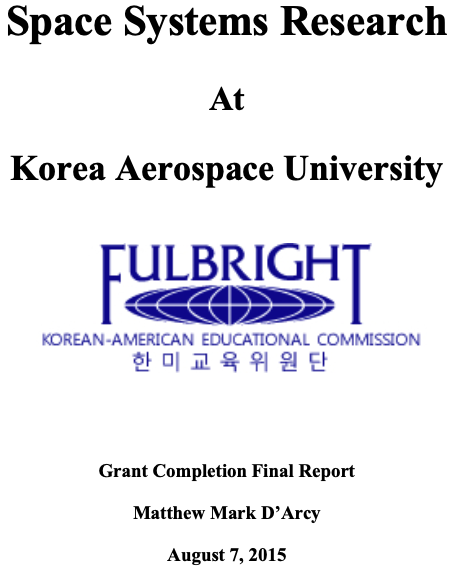 Space Systems Research
At
Korea Aerospace University
FULBRIGHT
KOREAN-AMERICAN EDUCATIONAL COMMISSION
한미교육위원단
Grant Completion Final Report
Matthew Mark D’Arcy
August 7, 2015